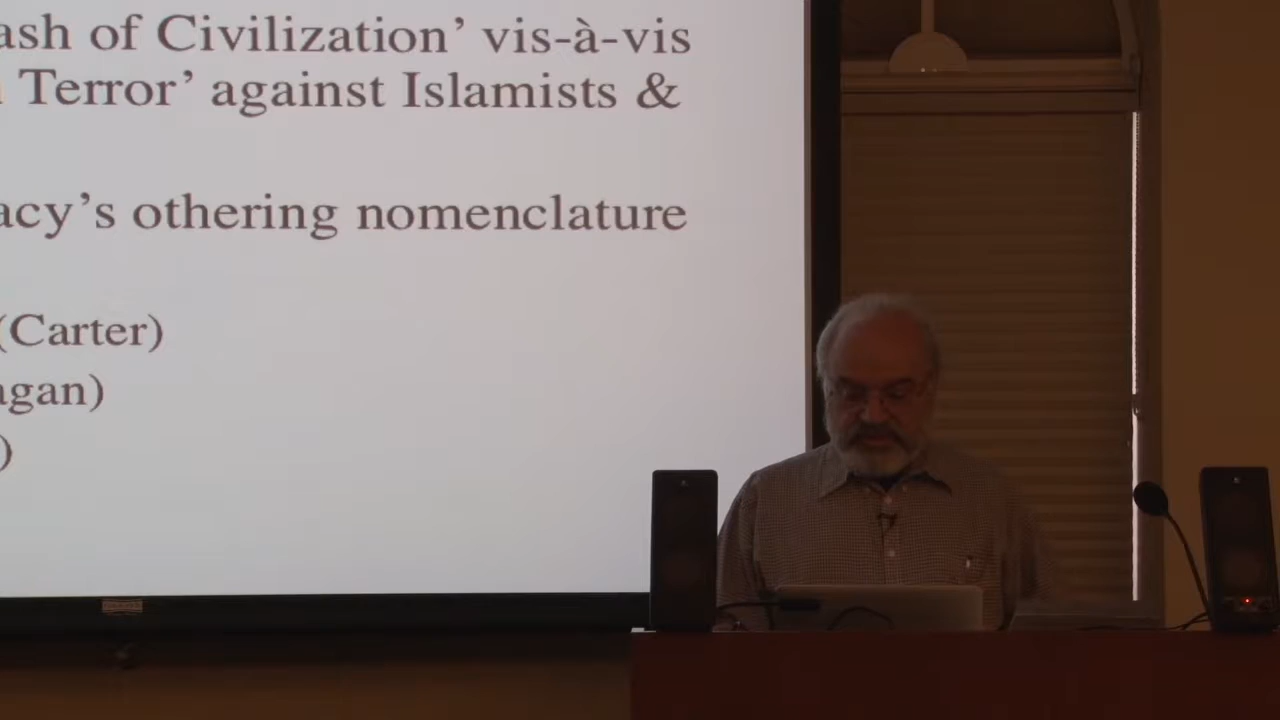 ash of Civilization’ vis-à-vis
Terror’ against Islamists &
acy’s othering nomenclature
(Carter)
agan)
)